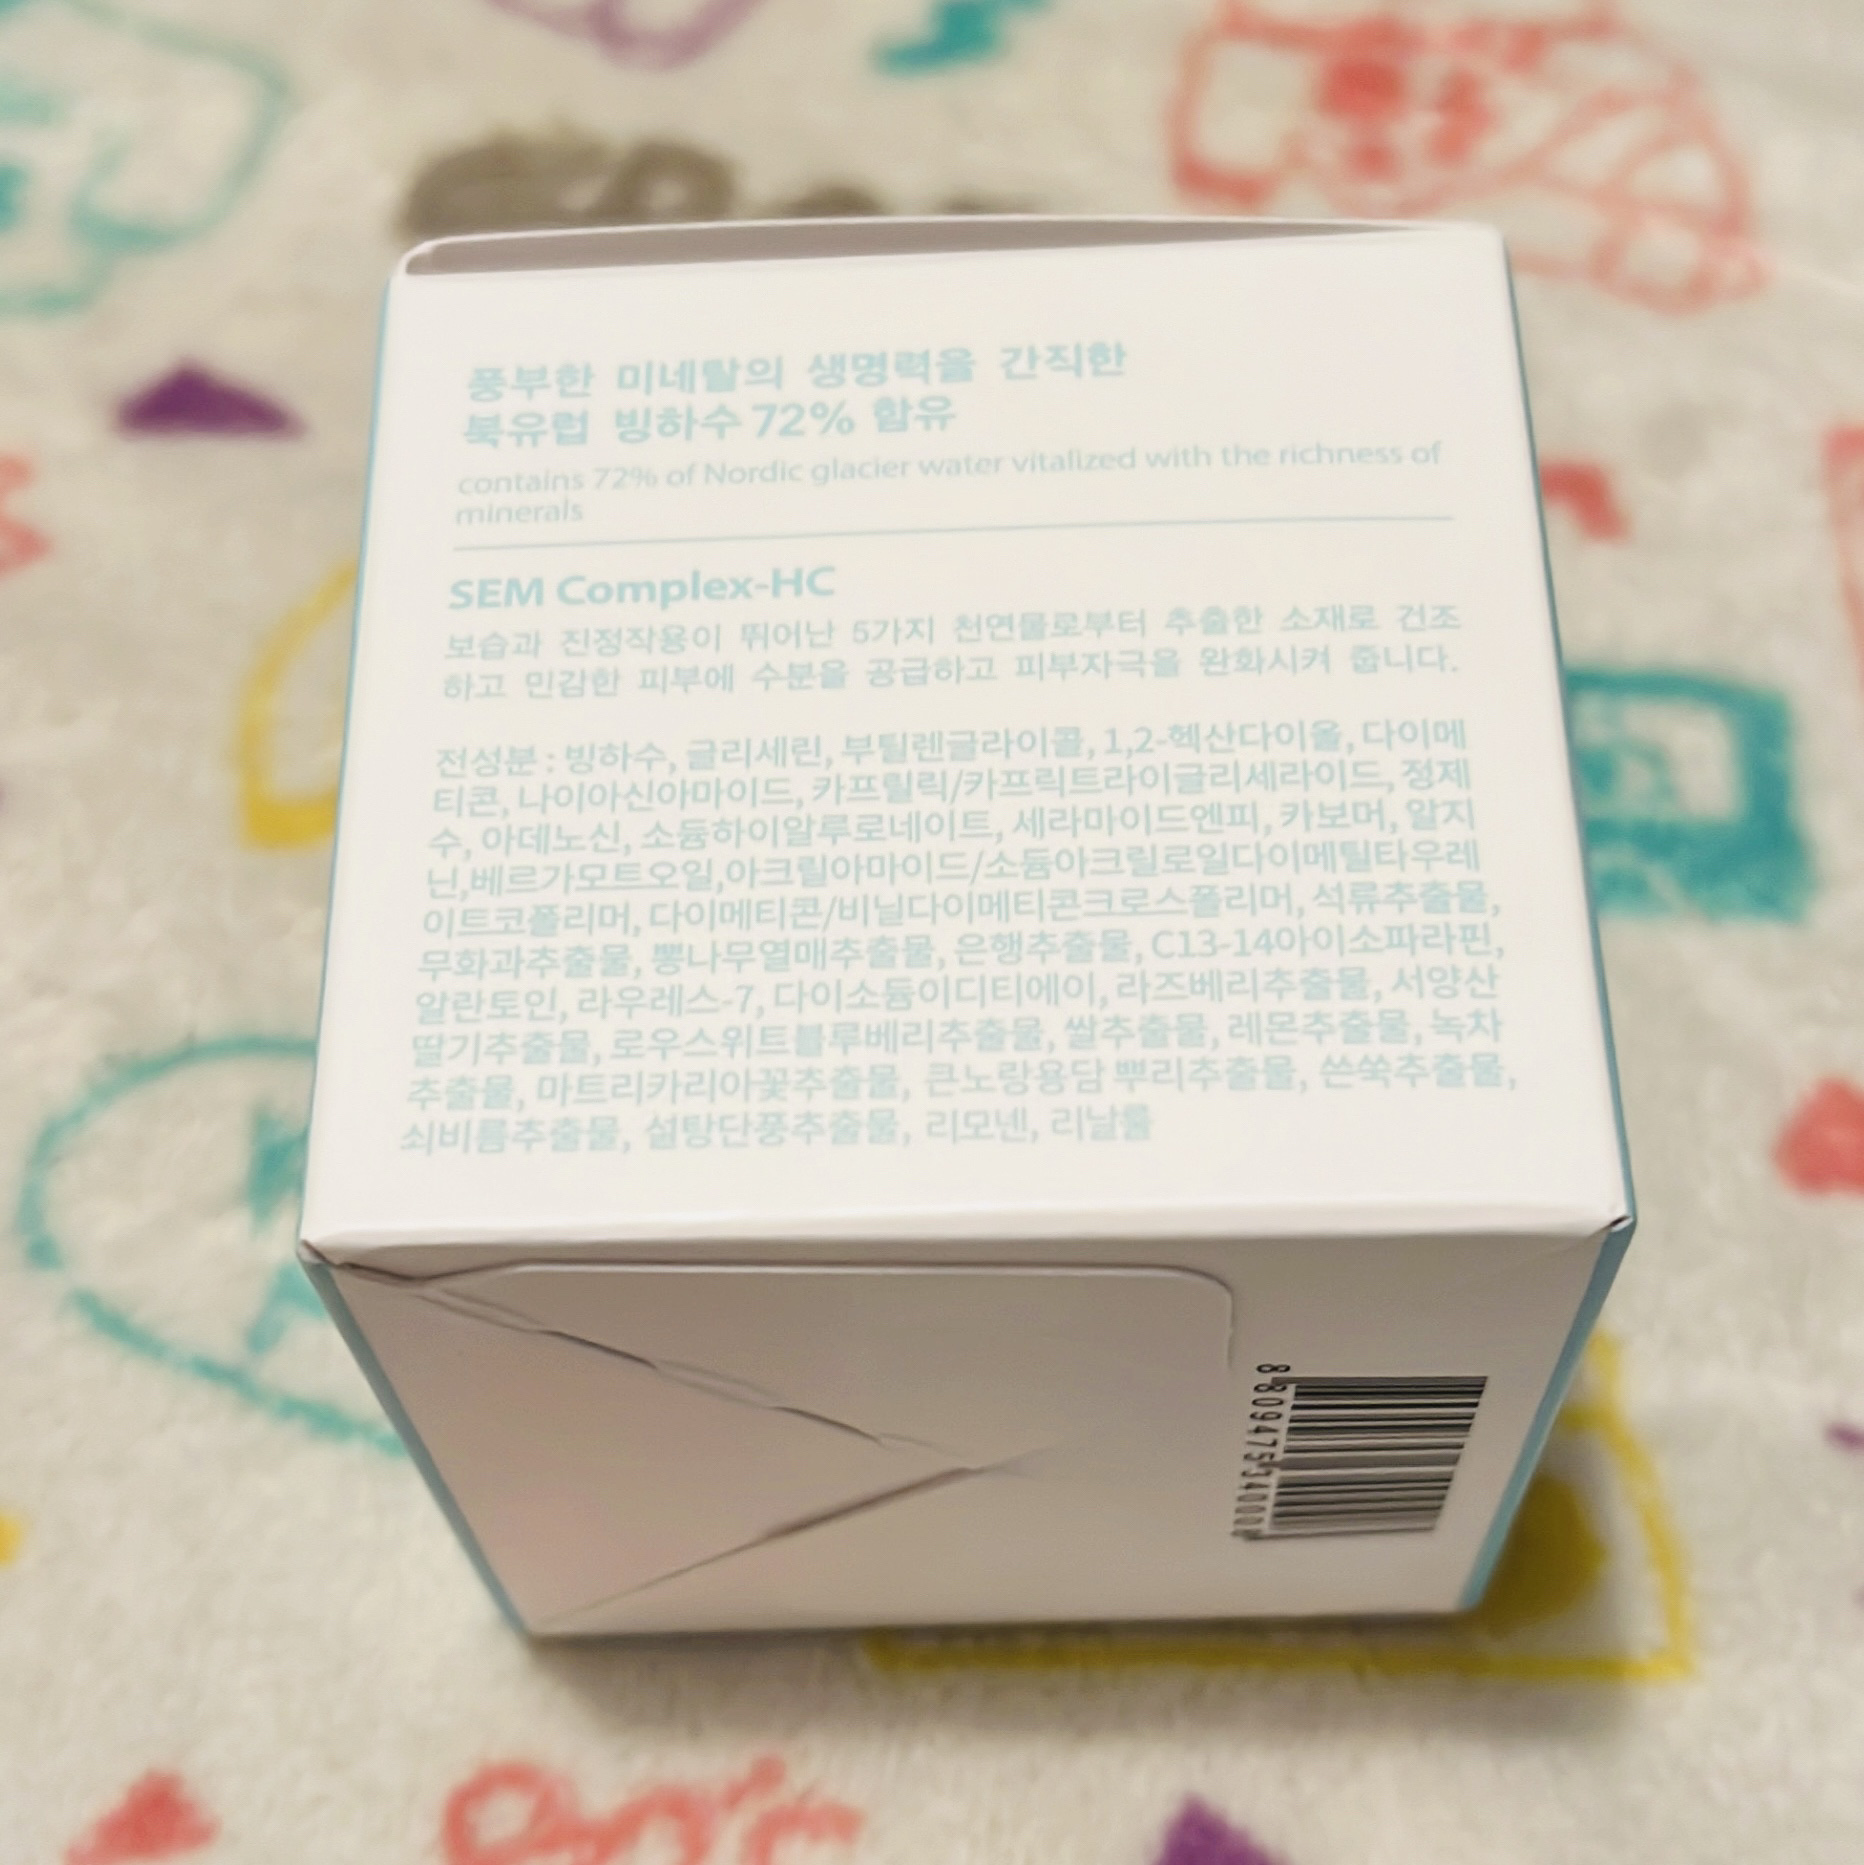 풍부한 미네랄의 생명력을 간직한
북유럽 빙하수 72% 함유
contains 72% of Nordic glacier water vitalized with the richness of
minerals
SEM Complex-HC
보습과 진정작용이 뛰어난 5가지 천연물로부터 추출한 소재로 건조
하고 민감한 피부에 수분을 공급하고 피부자극을 완화시켜 줍니다.
전성분 : 빙하수, 글리세린, 부틸렌글라이콜, 1,2-헥산다이올, 다이메
티콘, 나이아신아마이드, 카프릴릭/카프릭트라이글리세라이드, 정제
수, 아데노신, 소듐하이알루로네이트, 세라마이드엔피, 카보머, 알지
닌,베르가모트오일,아크릴아마이드/소듐아크릴로일다이메틸타우레
이트코폴리머, 다이메티콘/비닐다이메티콘크로스폴리머, 석류추출물,
무화과추출물, 뽕나무열매추출물, 은행추출물, C13-14아이소파라핀,
알란토인, 라우레스-7, 다이소듐이디티에이, 라즈베리추출물, 서양산
딸기추출물, 로우스위트블루베리추출물, 쌀추출물, 레몬추출물, 녹차
추출물, 마트리카리아꽃추출물, 큰노랑용담 뿌리추출물, 쓴쑥추출물,
쇠비름추출물, 설탕단풍추출물, 리모넨, 리날룰